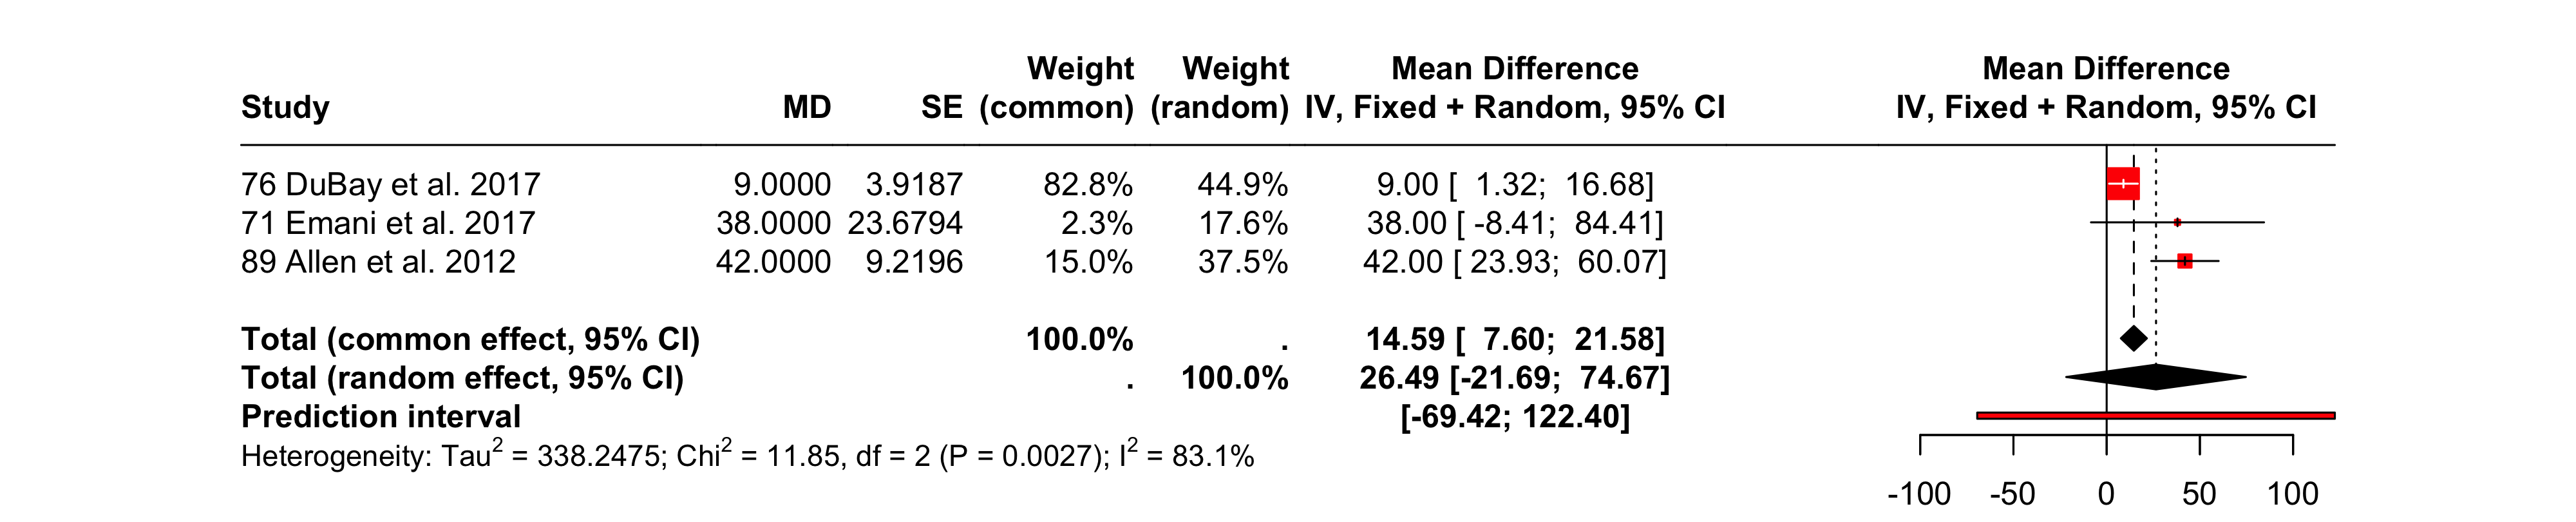 Weight Weight Mean Difference Mean Difference
Study MD SE (common) (random) IV, Fixed + Random, 95% CI IV, Fixed + Random, 95% CI
76 DuBay et al. 2017 9.0000 3.9187 82.8% 44.9% 9.00 [ 1.32; 16.68]
71 Emani et al. 2017 38.0000 23.6794 2.3% 17.6% 38.00 [ -8.41; 84.41]
89 Allen et al. 2012 42.0000 9.2196 15.0% 37.5% 42.00 [ 23.93; 60.07]
Total (common effect, 95% CI) 100.0% . 14.59 [ 7.60; 21.58]
Total (random effect, 95% CI) . 100.0% 26.49 [-21.69; 74.67]
Prediction interval [-69.42; 122.40]
Heterogeneity: Tau² = 338.2475; Chi² = 11.85, df = 2 (P = 0.0027); I² = 83.1%
-100 -50 0 50 100